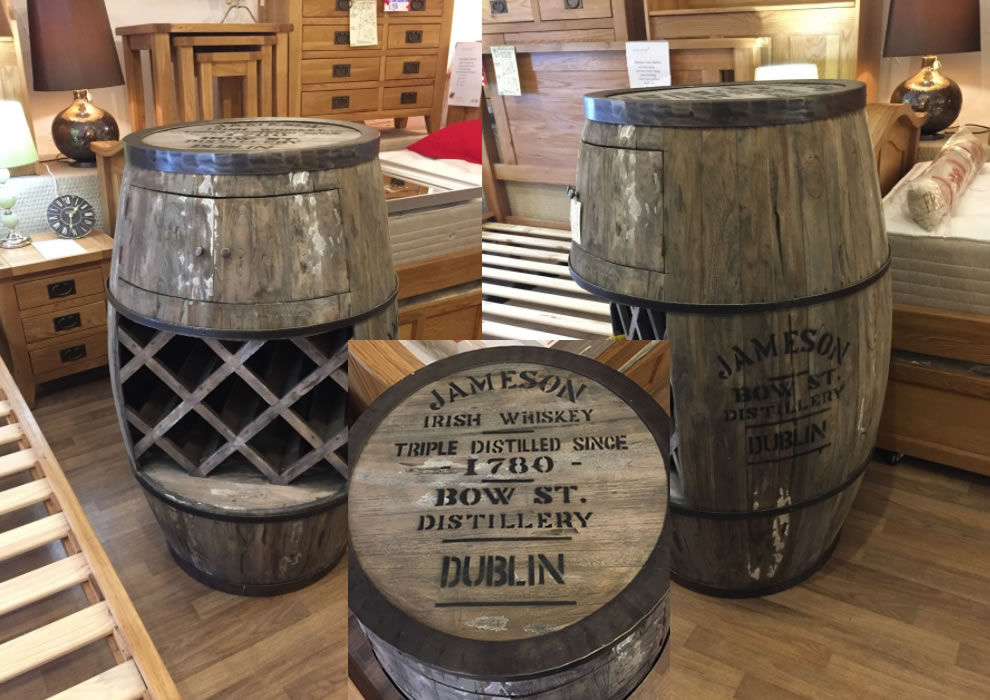 JAMESON
BOW ST.
DISTILLERY
DUBLIN
JAMESON
IRISH WHISKEY
TRIPLE DISTILLED SINCE
- 1780 -
BOW ST.
DISTILLERY
DUBLIN